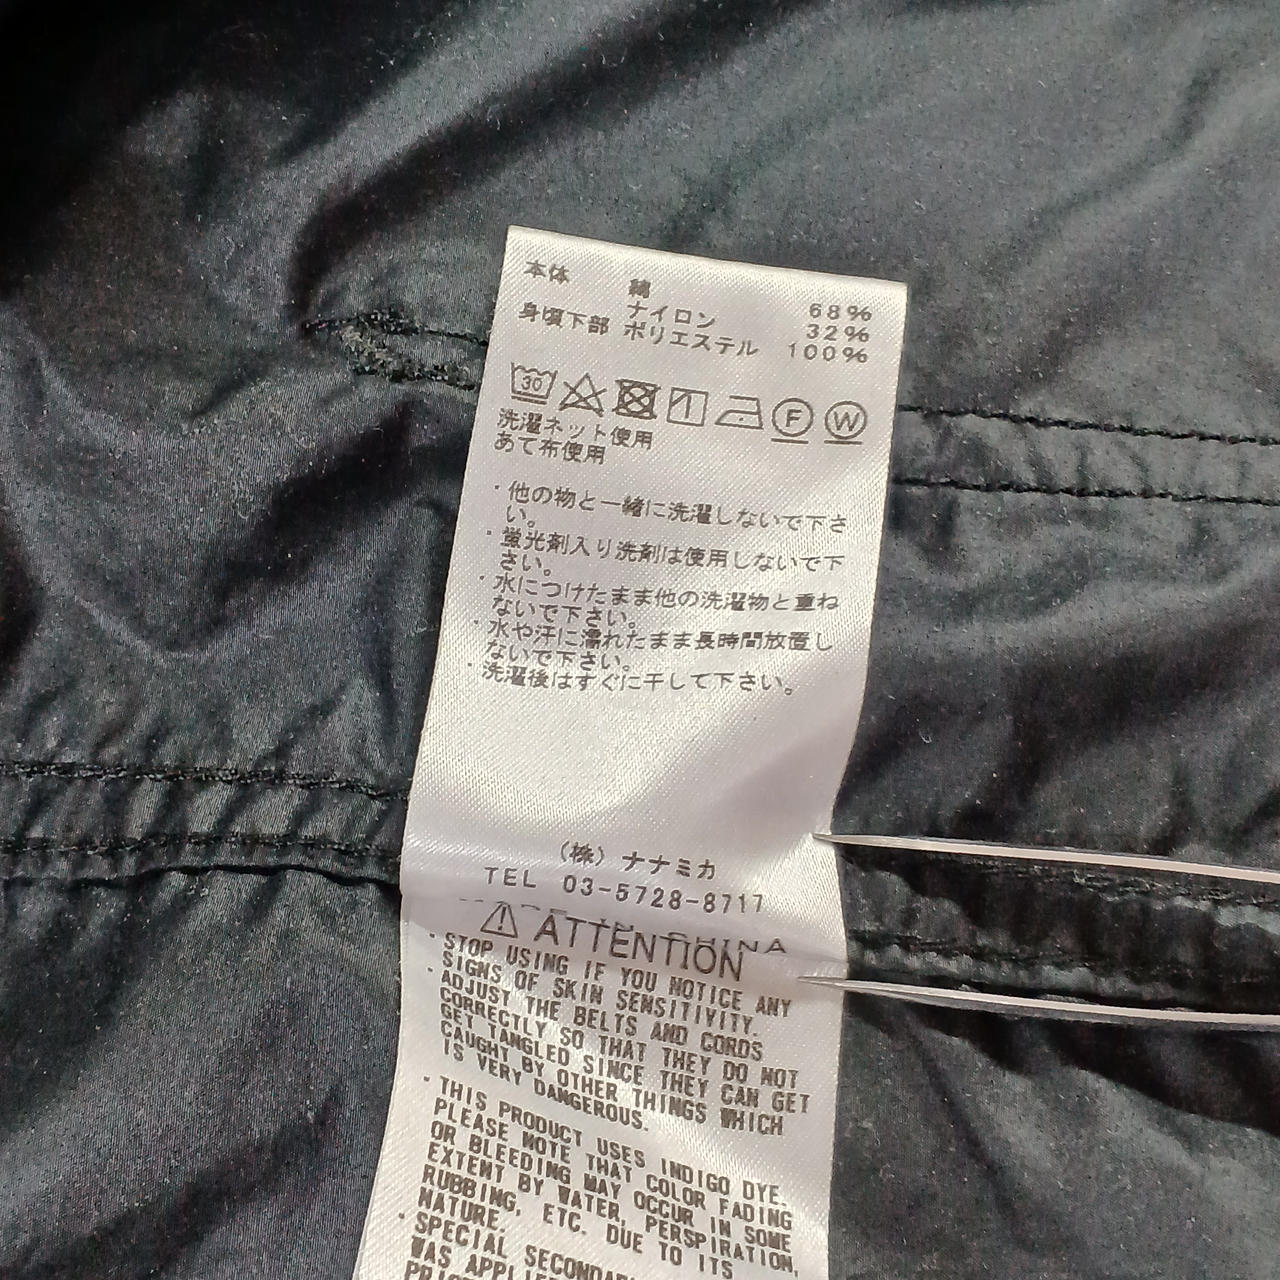 本体 綿 68%
ナイロン 32%
身頃下部 ポリエステル 100%
30 F W
洗濯ネット使用
あて布使用
・他の物と一緒に洗濯しないで下さ
い。
・蛍光剤入り洗剤は使用しないで下
さい。
・水につけたまま他の洗濯物と重ね
ないで下さい。
・水や汗に濡れたまま長時間放置し
ないで下さい。
・洗濯後はすぐに干して下さい。
(株) ナナミカ
TEL 03-5728-8717
CHINA
⚠ ATTENTION
・STOP USING IF YOU NOTICE ANY
SIGNS OF SKIN SENSITIVITY.
・ADJUST THE BELTS AND CORDS
CORRECTLY SO THAT THEY DO NOT
GET TANGLED SINCE THEY CAN GET
CAUGHT BY OTHER THINGS WHICH
IS VERY DANGEROUS.
・THIS PRODUCT USES INDIGO DYE.
PLEASE NOTE THAT COLOR FADING
OR BLEEDING MAY OCCUR IN SOME
EXTENT BY WATER, PERSPIRATION,
RUBBING, ETC. DUE TO ITS
NATURE.
・SPECIAL
WAS